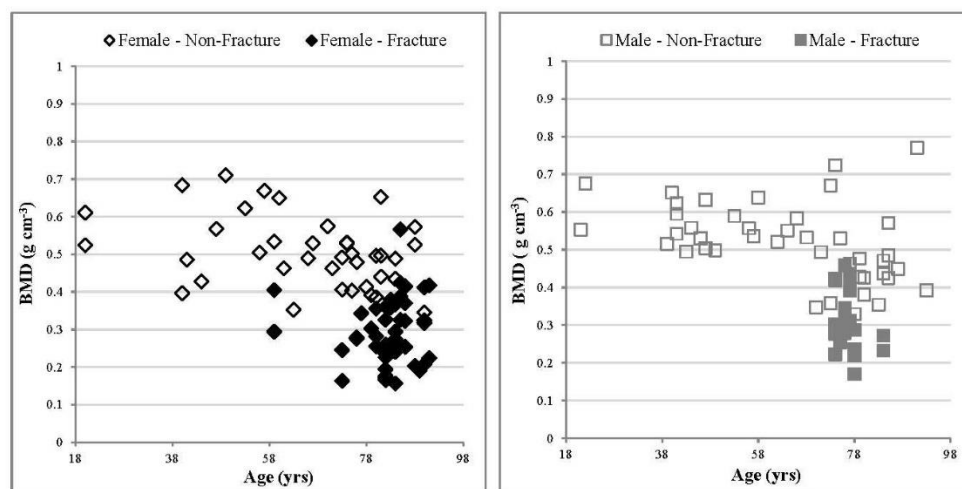 Female - Non-Fracture Female - Fracture
1
0.9
0.8
0.7
0.6
0.5
0.4
0.3
0.2
0.1
0
18 38 58 78 98
BMD (g cm-3)
Age (yrs)
Male - Non-Fracture Male - Fracture
1
0.9
0.8
0.7
0.6
0.5
0.4
0.3
0.2
0.1
0
18 38 58 78 98
BMD ( g cm-3)
Age (yrs)